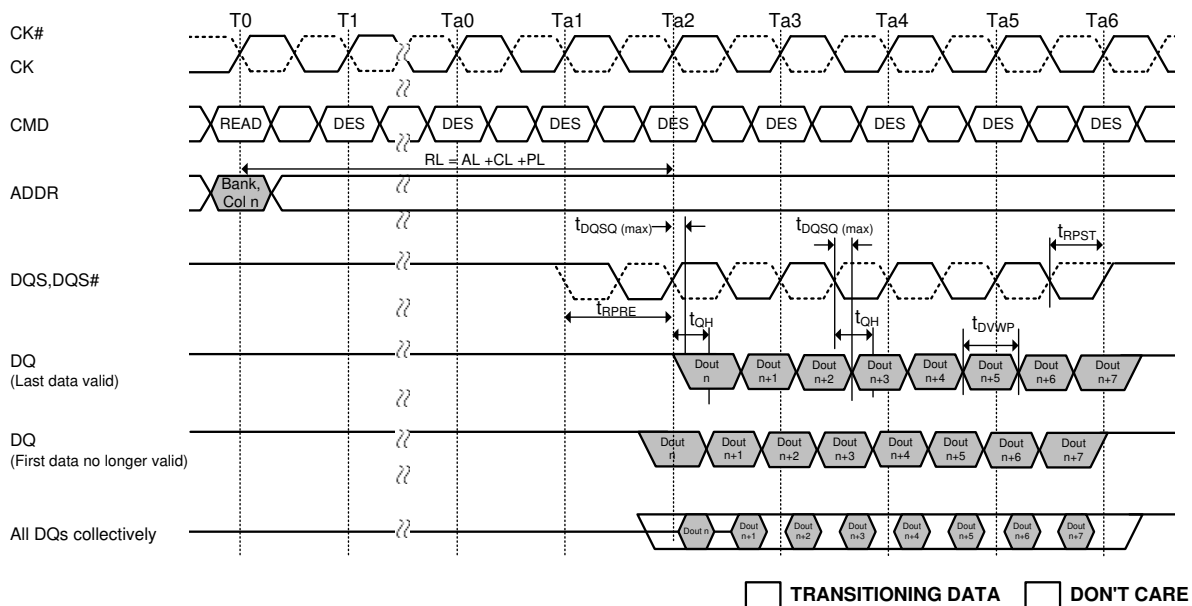 T0 T1 Ta0 Ta1 Ta2 Ta3 Ta4 Ta5 Ta6
CK#
CK
CMD
READ DES DES DES DES DES DES DES DES
RL = AL +CL +PL
ADDR
Bank,
Col n
tDQSQ (max) tDQSQ (max) tRPST
DQS,DQS#
tRPRE tQH tQH tDVWP
DQ
(Last data valid)
Dout n Dout n+1 Dout n+2 Dout n+3 Dout n+4 Dout n+5 Dout n+6 Dout n+7
DQ
(First data no longer valid)
Dout n Dout n+1 Dout n+2 Dout n+3 Dout n+4 Dout n+5 Dout n+6 Dout n+7
All DQs collectively
Dout n Dout n+1 Dout n+2 Dout n+3 Dout n+4 Dout n+5 Dout n+6 Dout n+7
TRANSITIONING DATA DON'T CARE